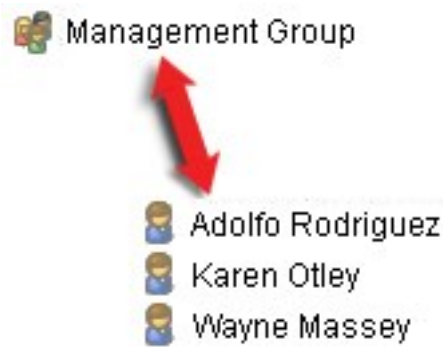 Management Group
Adolfo Rodriguez
Karen Otley
Wayne Massey